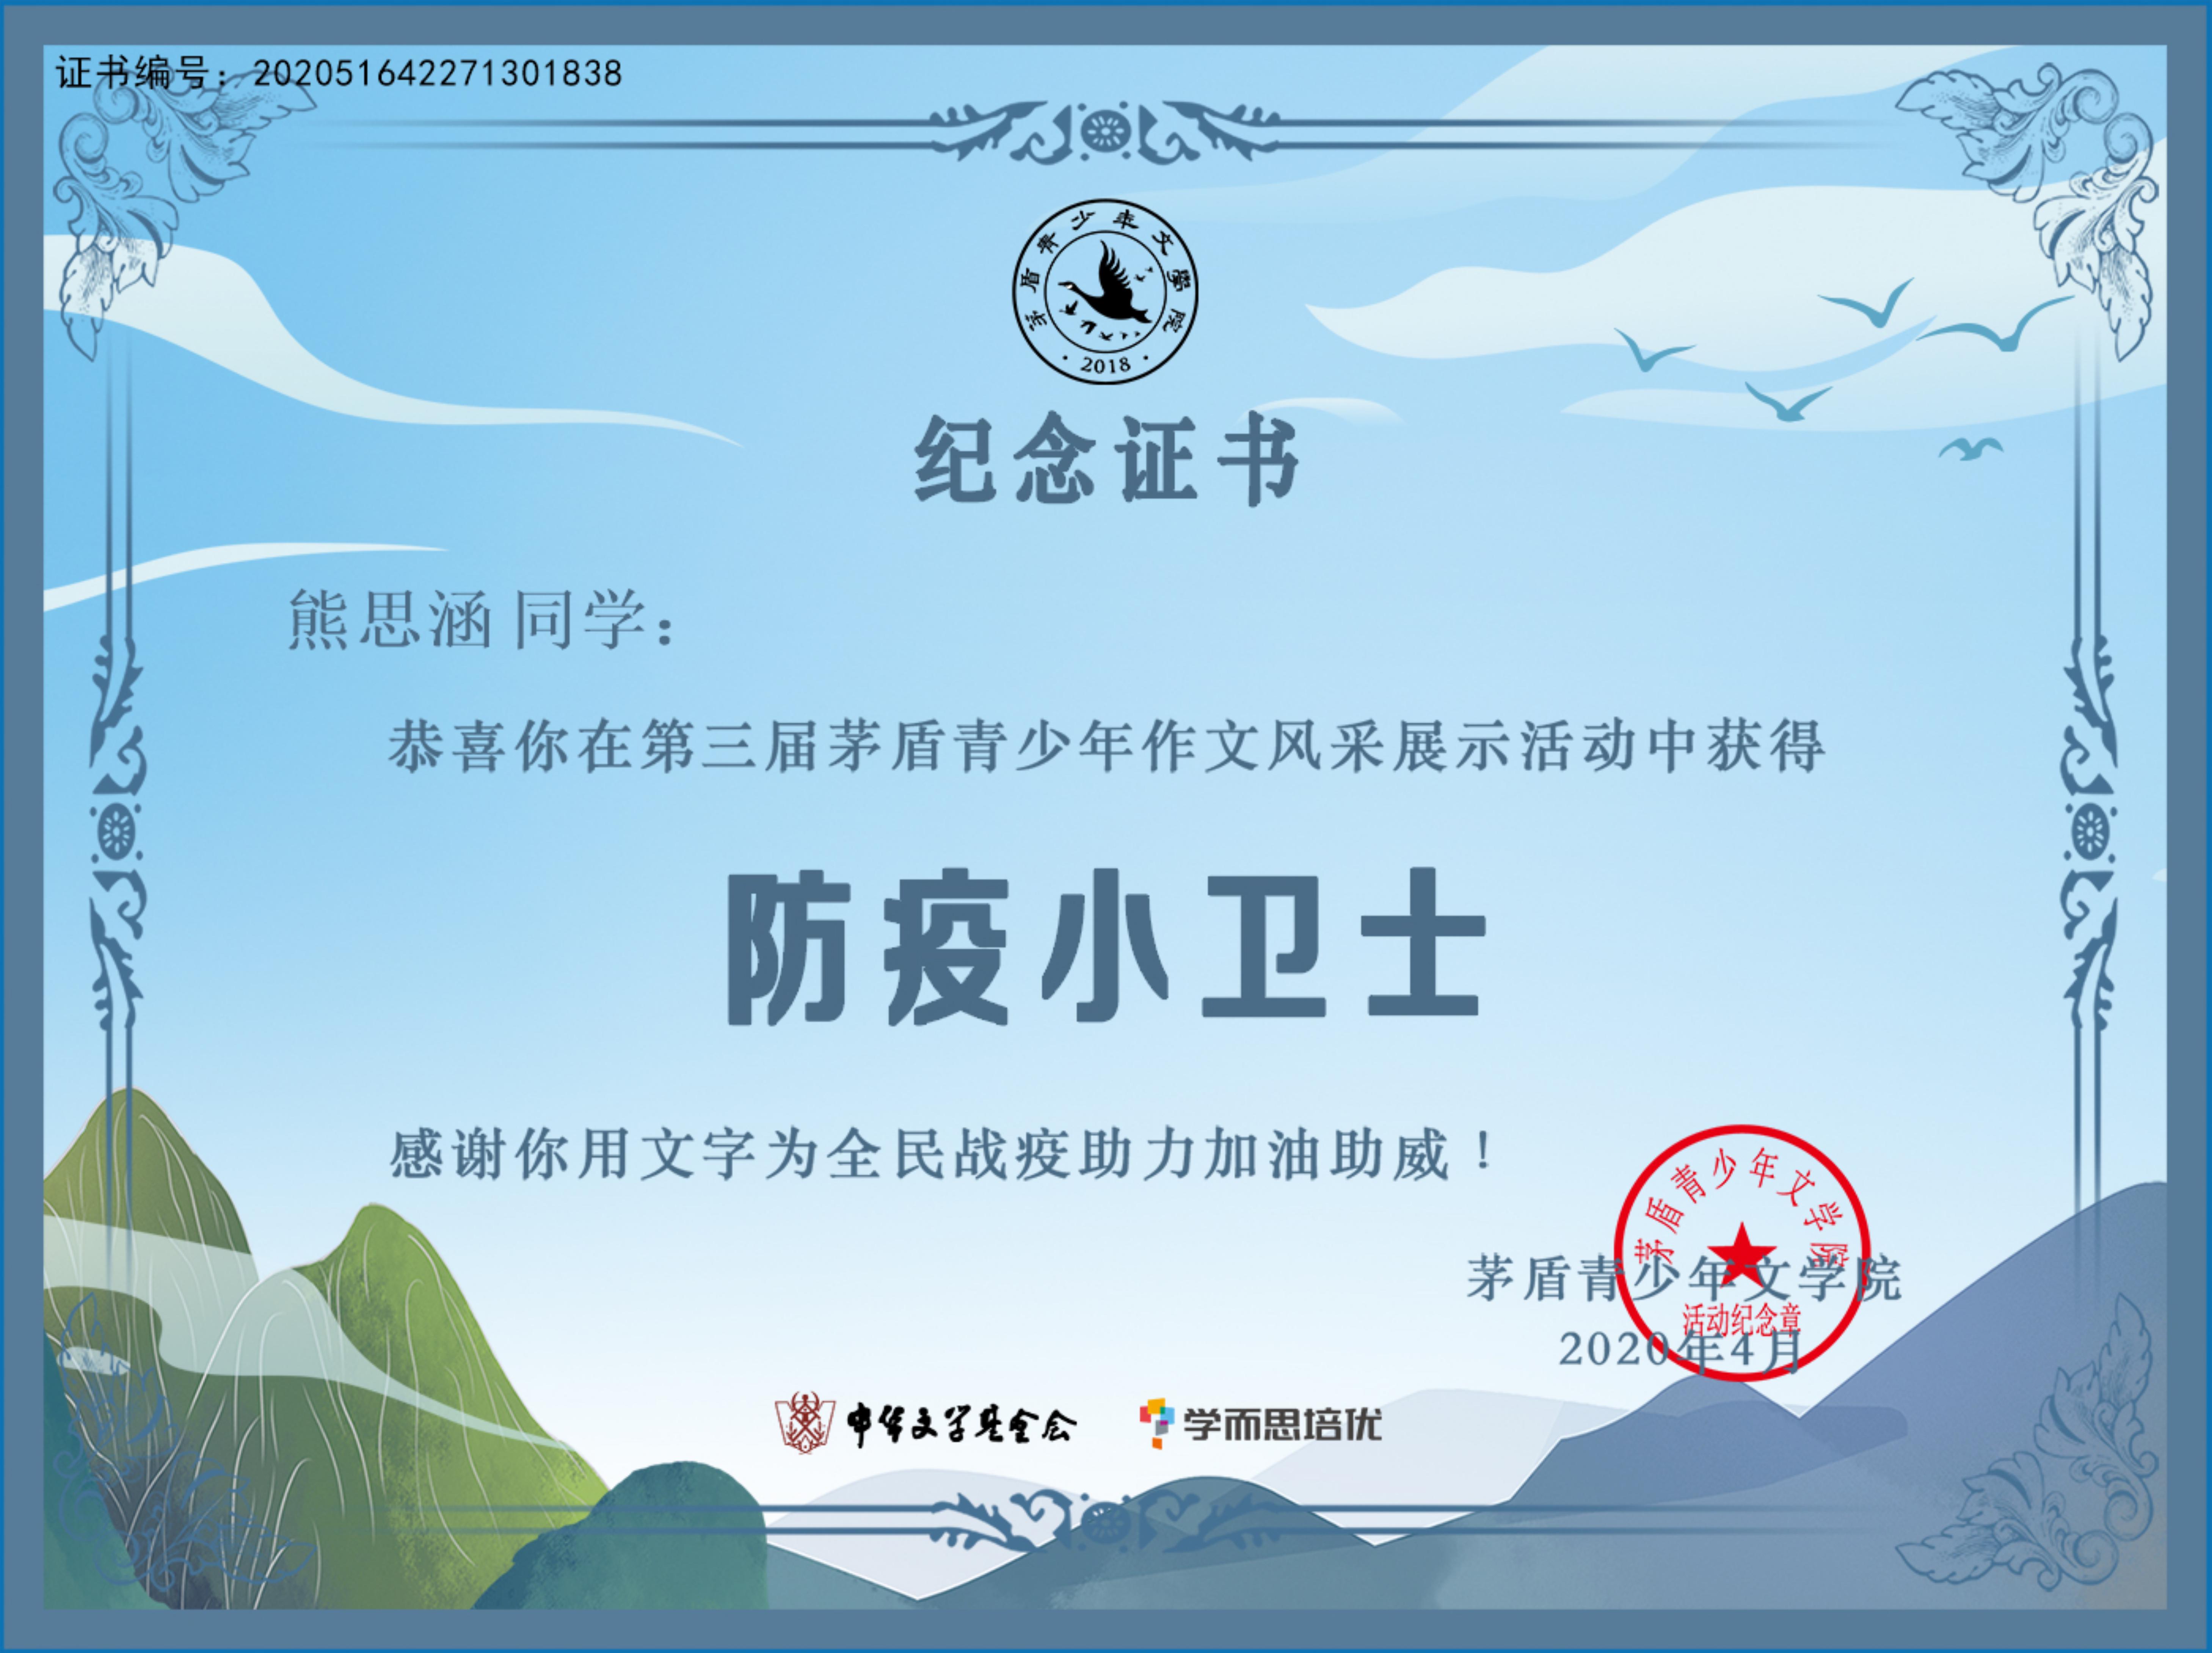 证书编号：202051642271301838
茅盾青少年文學院
·2018·
纪念证书
熊思涵 同学：
恭喜你在第三届茅盾青少年作文风采展示活动中获得
防疫小卫士
感谢你用文字为全民战疫助力加油助威！
茅盾青少年文学院
活动纪念章
茅盾青少年文学院
2020年4月
中华文学基金会
学而思培优